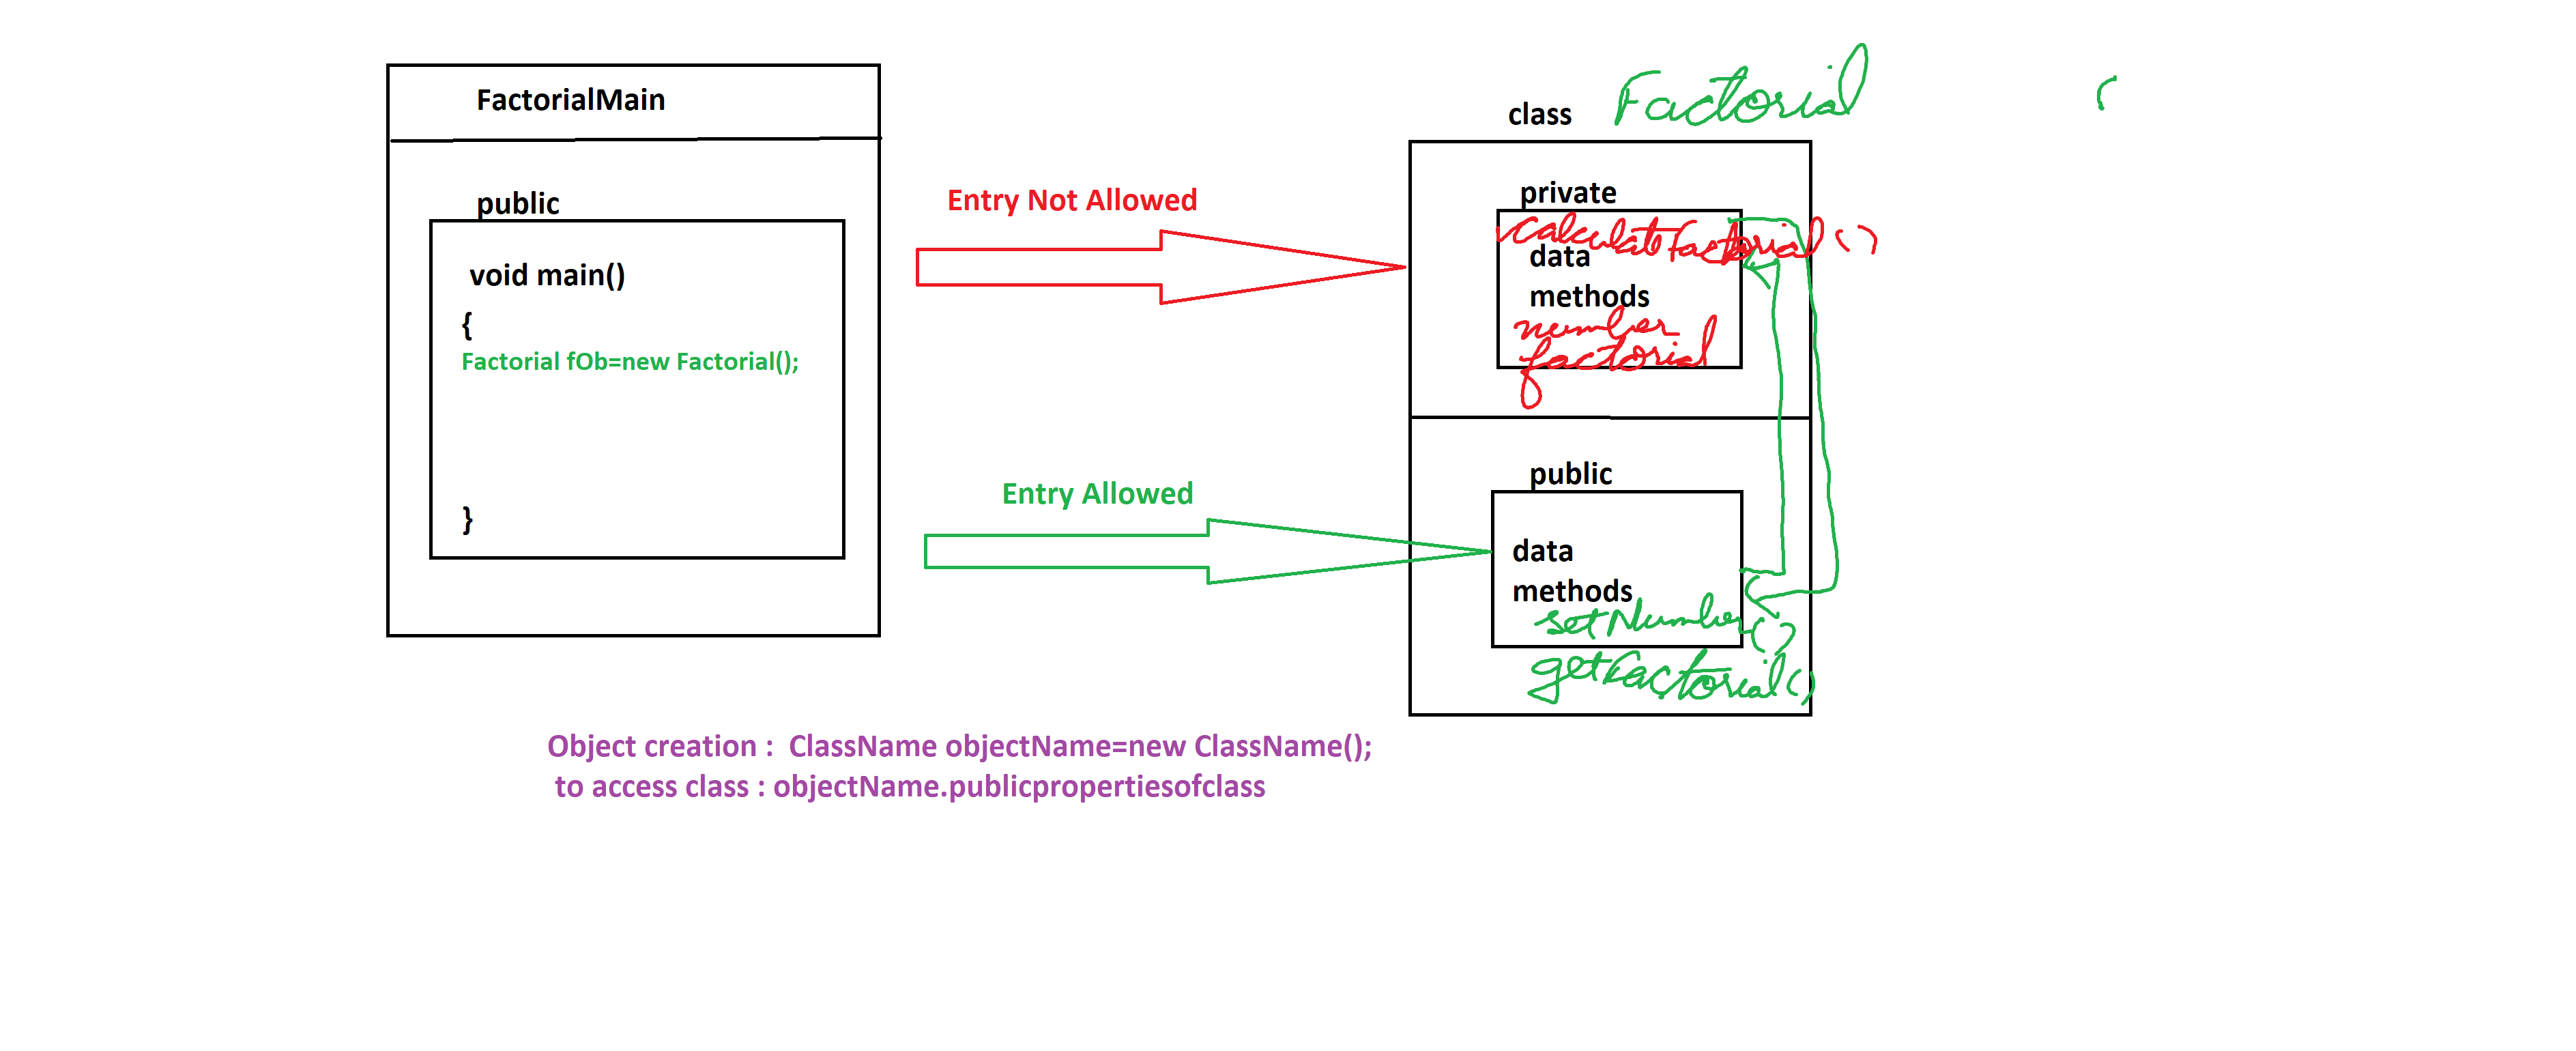 FactorialMain
public
void main()
{
Factorial fOb=new Factorial();
}
Entry Not Allowed
Entry Allowed
class Factorial
private
calculateFactorial()
data
methods
number
factorial
public
data
methods
setNumber()
getFactorial()
Object creation : ClassName objectName=new ClassName();
to access class : objectName.publicpropertiesofclass
(